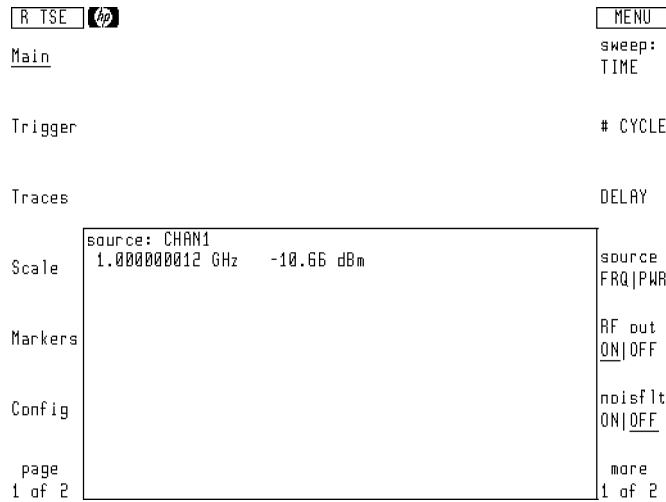 R TSE hp MENU
Main
sweep:
TIME
Trigger
# CYCLE
Traces
DELAY
source: CHAN1
1.000000012 GHz -10.66 dBm
Scale
source
FRQ|PWR
Markers
RF out
ON|OFF
Config
noisflt
ON|OFF
page
1 of 2
more
1 of 2